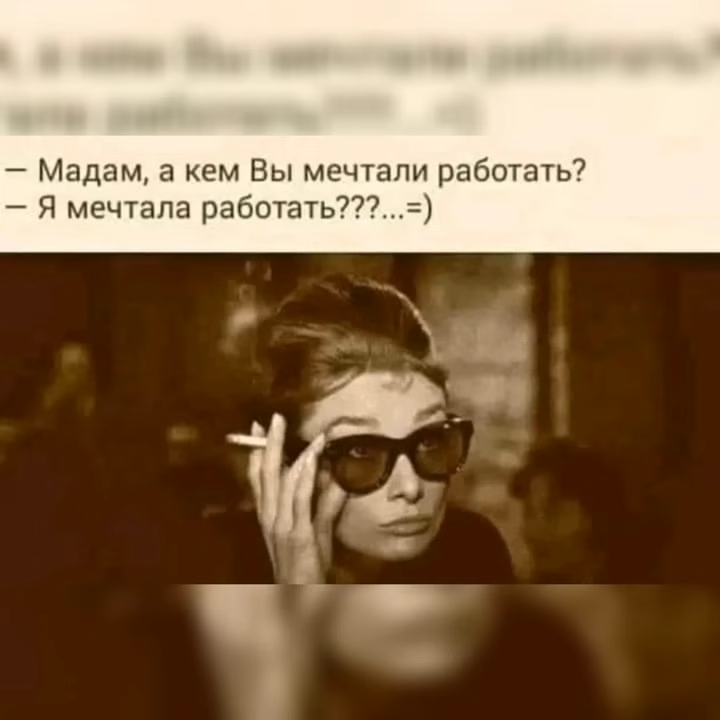 — Мадам, а кем Вы мечтали работать?
— Я мечтала работать???...=)